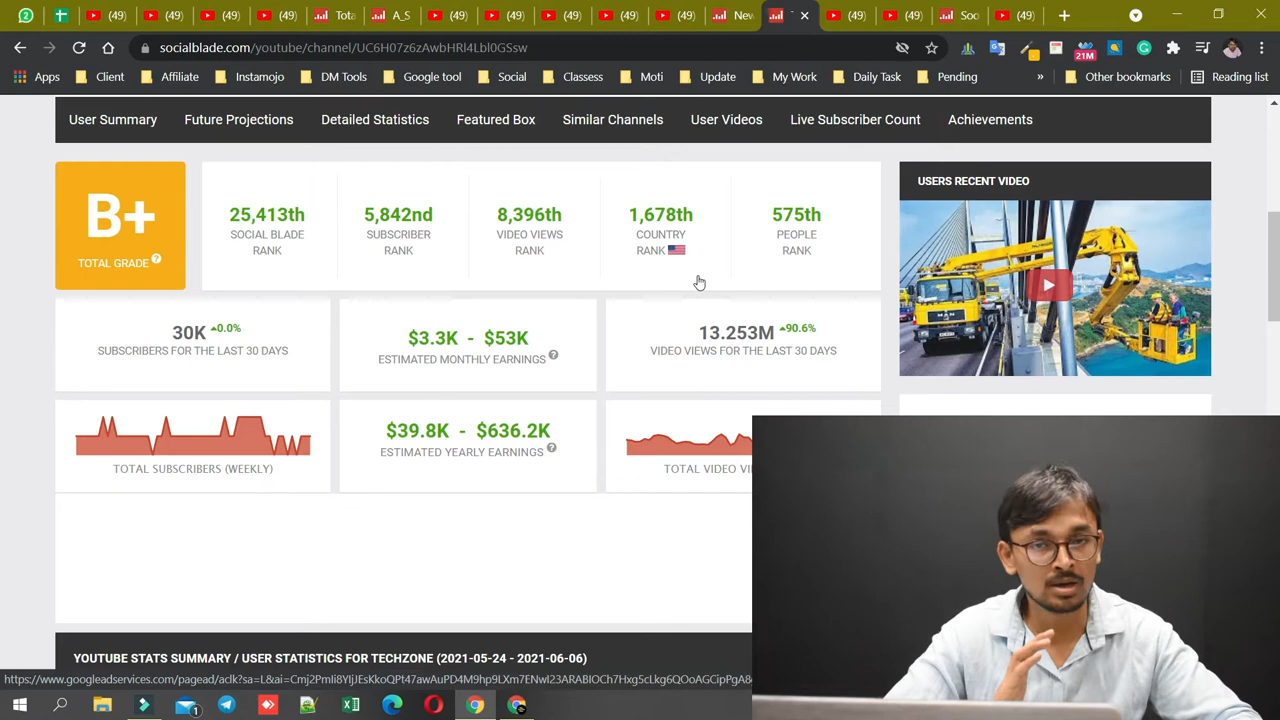 (49)
(49)
(49)
(49)
Tota
A_S
(49)
(49)
(49)
(49)
(49)
Nev
(49)
(49)
Soc
(49)
socialblade.com/youtube/channel/UC6H07z6zAwbHRl4Lbl0GSsw
21M
Apps
Client
Affiliate
Instamojo
DM Tools
Google tool
Social
Classess
Moti
Update
My Work
Daily Task
Pending
»
Other bookmarks
Reading list
User Summary
Future Projections
Detailed Statistics
Featured Box
Similar Channels
User Videos
Live Subscriber Count
Achievements
B+
TOTAL GRADE
25,413th
SOCIAL BLADE
RANK
5,842nd
SUBSCRIBER
RANK
8,396th
VIDEO VIEWS
RANK
1,678th
COUNTRY
RANK
575th
PEOPLE
RANK
USERS RECENT VIDEO
30K 0.0%
SUBSCRIBERS FOR THE LAST 30 DAYS
$3.3K - $53K
ESTIMATED MONTHLY EARNINGS
13.253M 90.6%
VIDEO VIEWS FOR THE LAST 30 DAYS
TOTAL SUBSCRIBERS (WEEKLY)
$39.8K - $636.2K
ESTIMATED YEARLY EARNINGS
TOTAL VIDEO VI
YOUTUBE STATS SUMMARY / USER STATISTICS FOR TECHZONE (2021-05-24 - 2021-06-06)